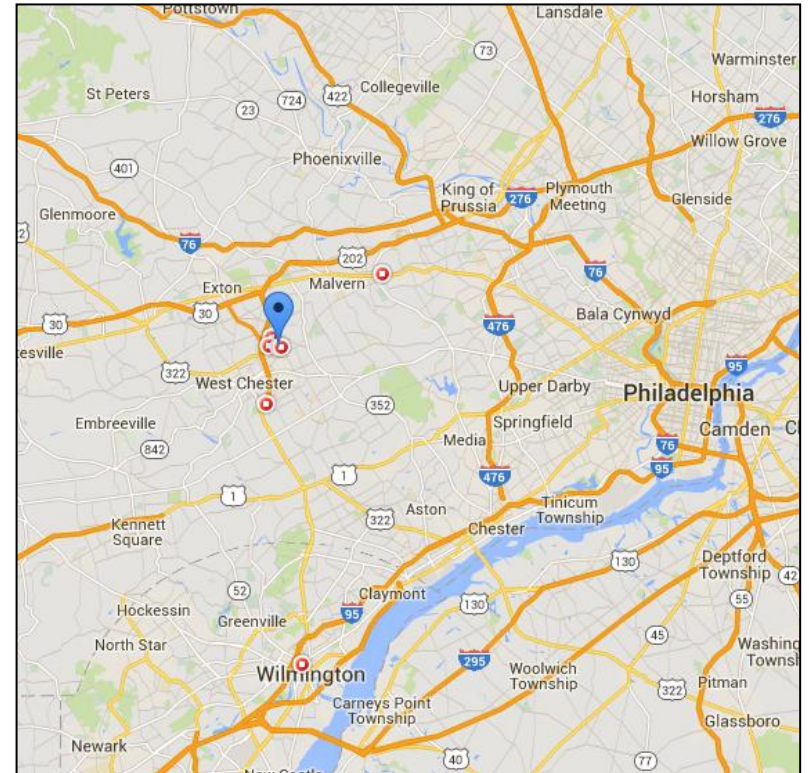 Pottstown
Lansdale
73
Warminster
Collegeville
St Peters
422
724
23
Horsham
276
Willow Grove
401
Phoenixville
King of
Prussia
276
Plymouth
Meeting
Glenside
Glenmoore
2
76
202
76
Exton
Malvern
30
30
Bala Cynwyd
476
tesville
322
West Chester
95
Upper Darby
Philadelphia
352
Springfield
Camden
C
Embreeville
842
Media
76
95
1
1
476
Aston
322
Tinicum
Township
Chester
Kennett
Square
130
Deptford
Township
42
52
Claymont
130
55
Hockessin
Greenville
95
45
North Star
295
Washing
Townsh
Wilmington
Woolwich
Township
322
Pitman
Carneys Point
Township
Glassboro
Newark
40
77
New Castle